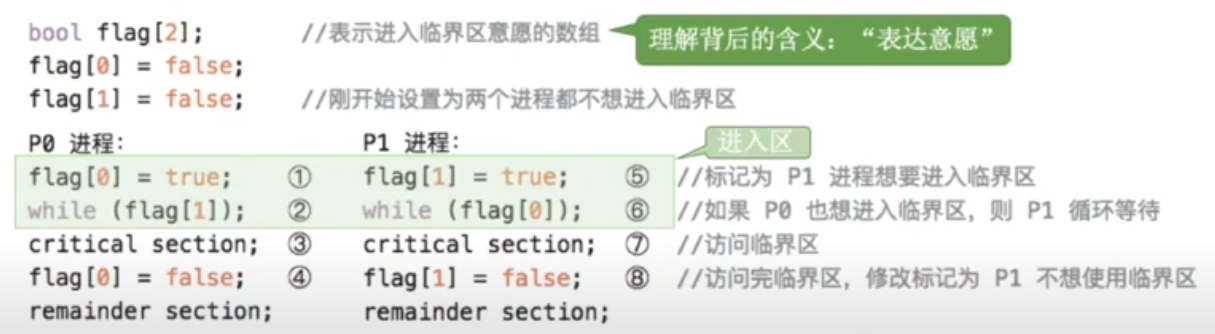 bool flag[2]; //表示进入临界区意愿的数组 理解背后的含义：“表达意愿”
flag[0] = false;
flag[1] = false; //刚开始设置为两个进程都不想进入临界区
P0 进程: P1 进程: 进入区
flag[0] = true; ① flag[1] = true; ⑤ //标记为 P1 进程想要进入临界区
while (flag[1]); ② while (flag[0]); ⑥ //如果 P0 也想进入临界区，则 P1 循环等待
critical section; ③ critical section; ⑦ //访问临界区
flag[0] = false; ④ flag[1] = false; ⑧ //访问完临界区，修改标记为 P1 不想使用临界区
remainder section; remainder section;